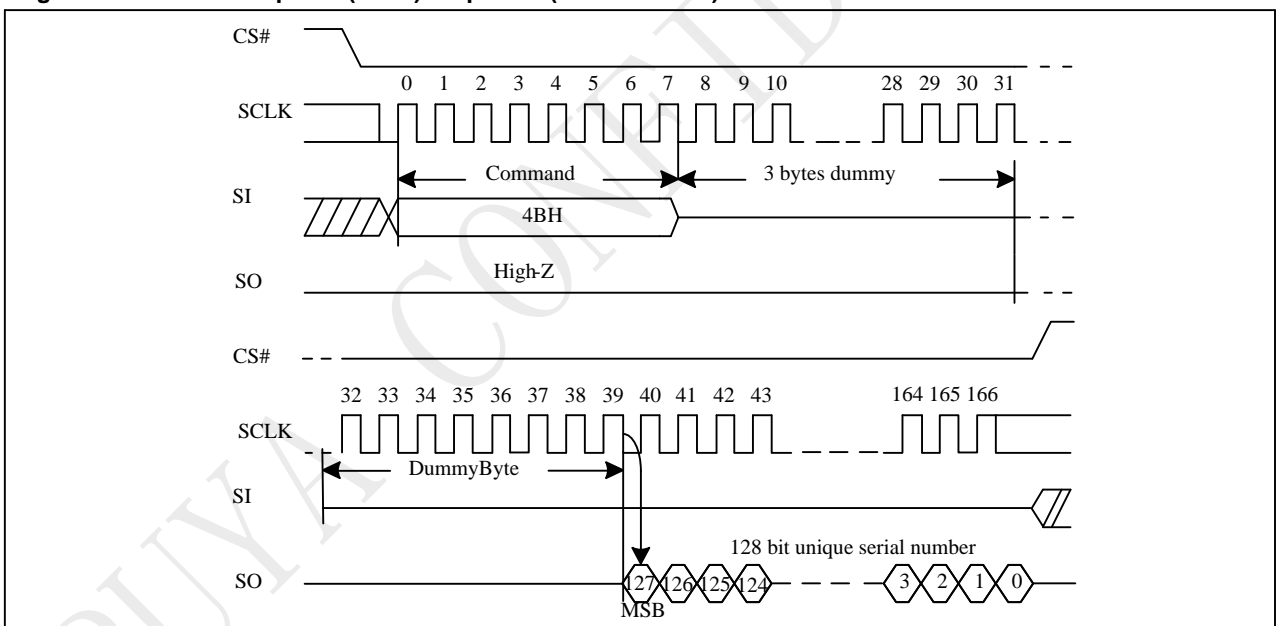 CS#
0 1 2 3 4 5 6 7 8 9 10 28 29 30 31
SCLK
Command 3 bytes dummy
SI
4BH
High-Z
SO
CS#
32 33 34 35 36 37 38 39 40 41 42 43 164 165 166
SCLK
DummyByte
SI
128 bit unique serial number
SO
127 126 125 124 3 2 1 0
MSB